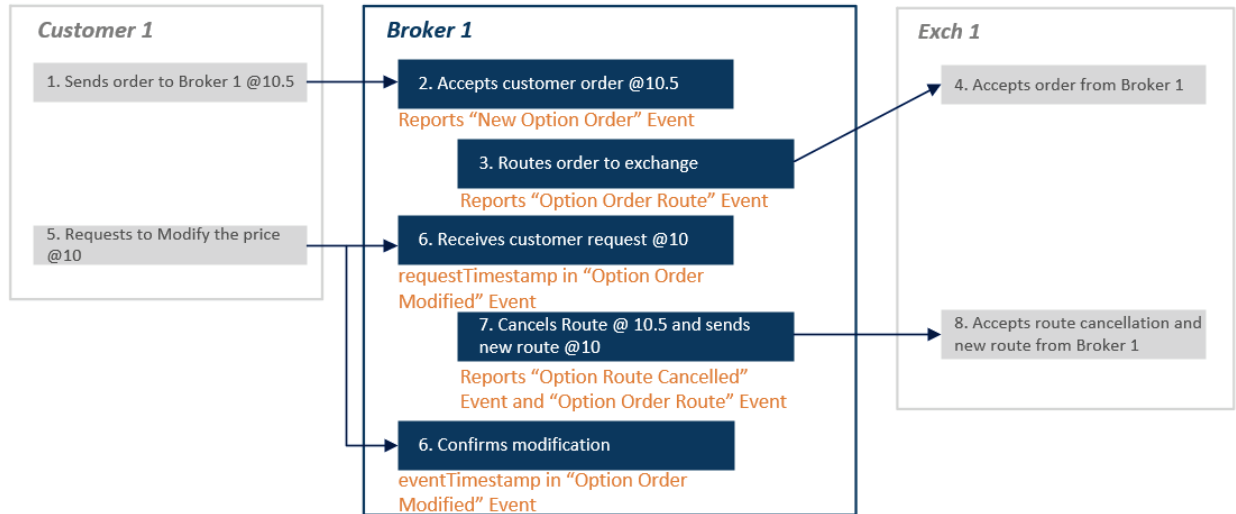 Customer 1
1. Sends order to Broker 1 @10.5
5. Requests to Modify the price
@10
Broker 1
2. Accepts customer order @10.5
Reports “New Option Order” Event
3. Routes order to exchange
Reports “Option Order Route” Event
6. Receives customer request @10
requestTimestamp in “Option Order
Modified” Event
7. Cancels Route @ 10.5 and sends
new route @10
Reports “Option Route Cancelled”
Event and “Option Order Route” Event
6. Confirms modification
eventTimestamp in “Option Order
Modified” Event
Exch 1
4. Accepts order from Broker 1
8. Accepts route cancellation and
new route from Broker 1